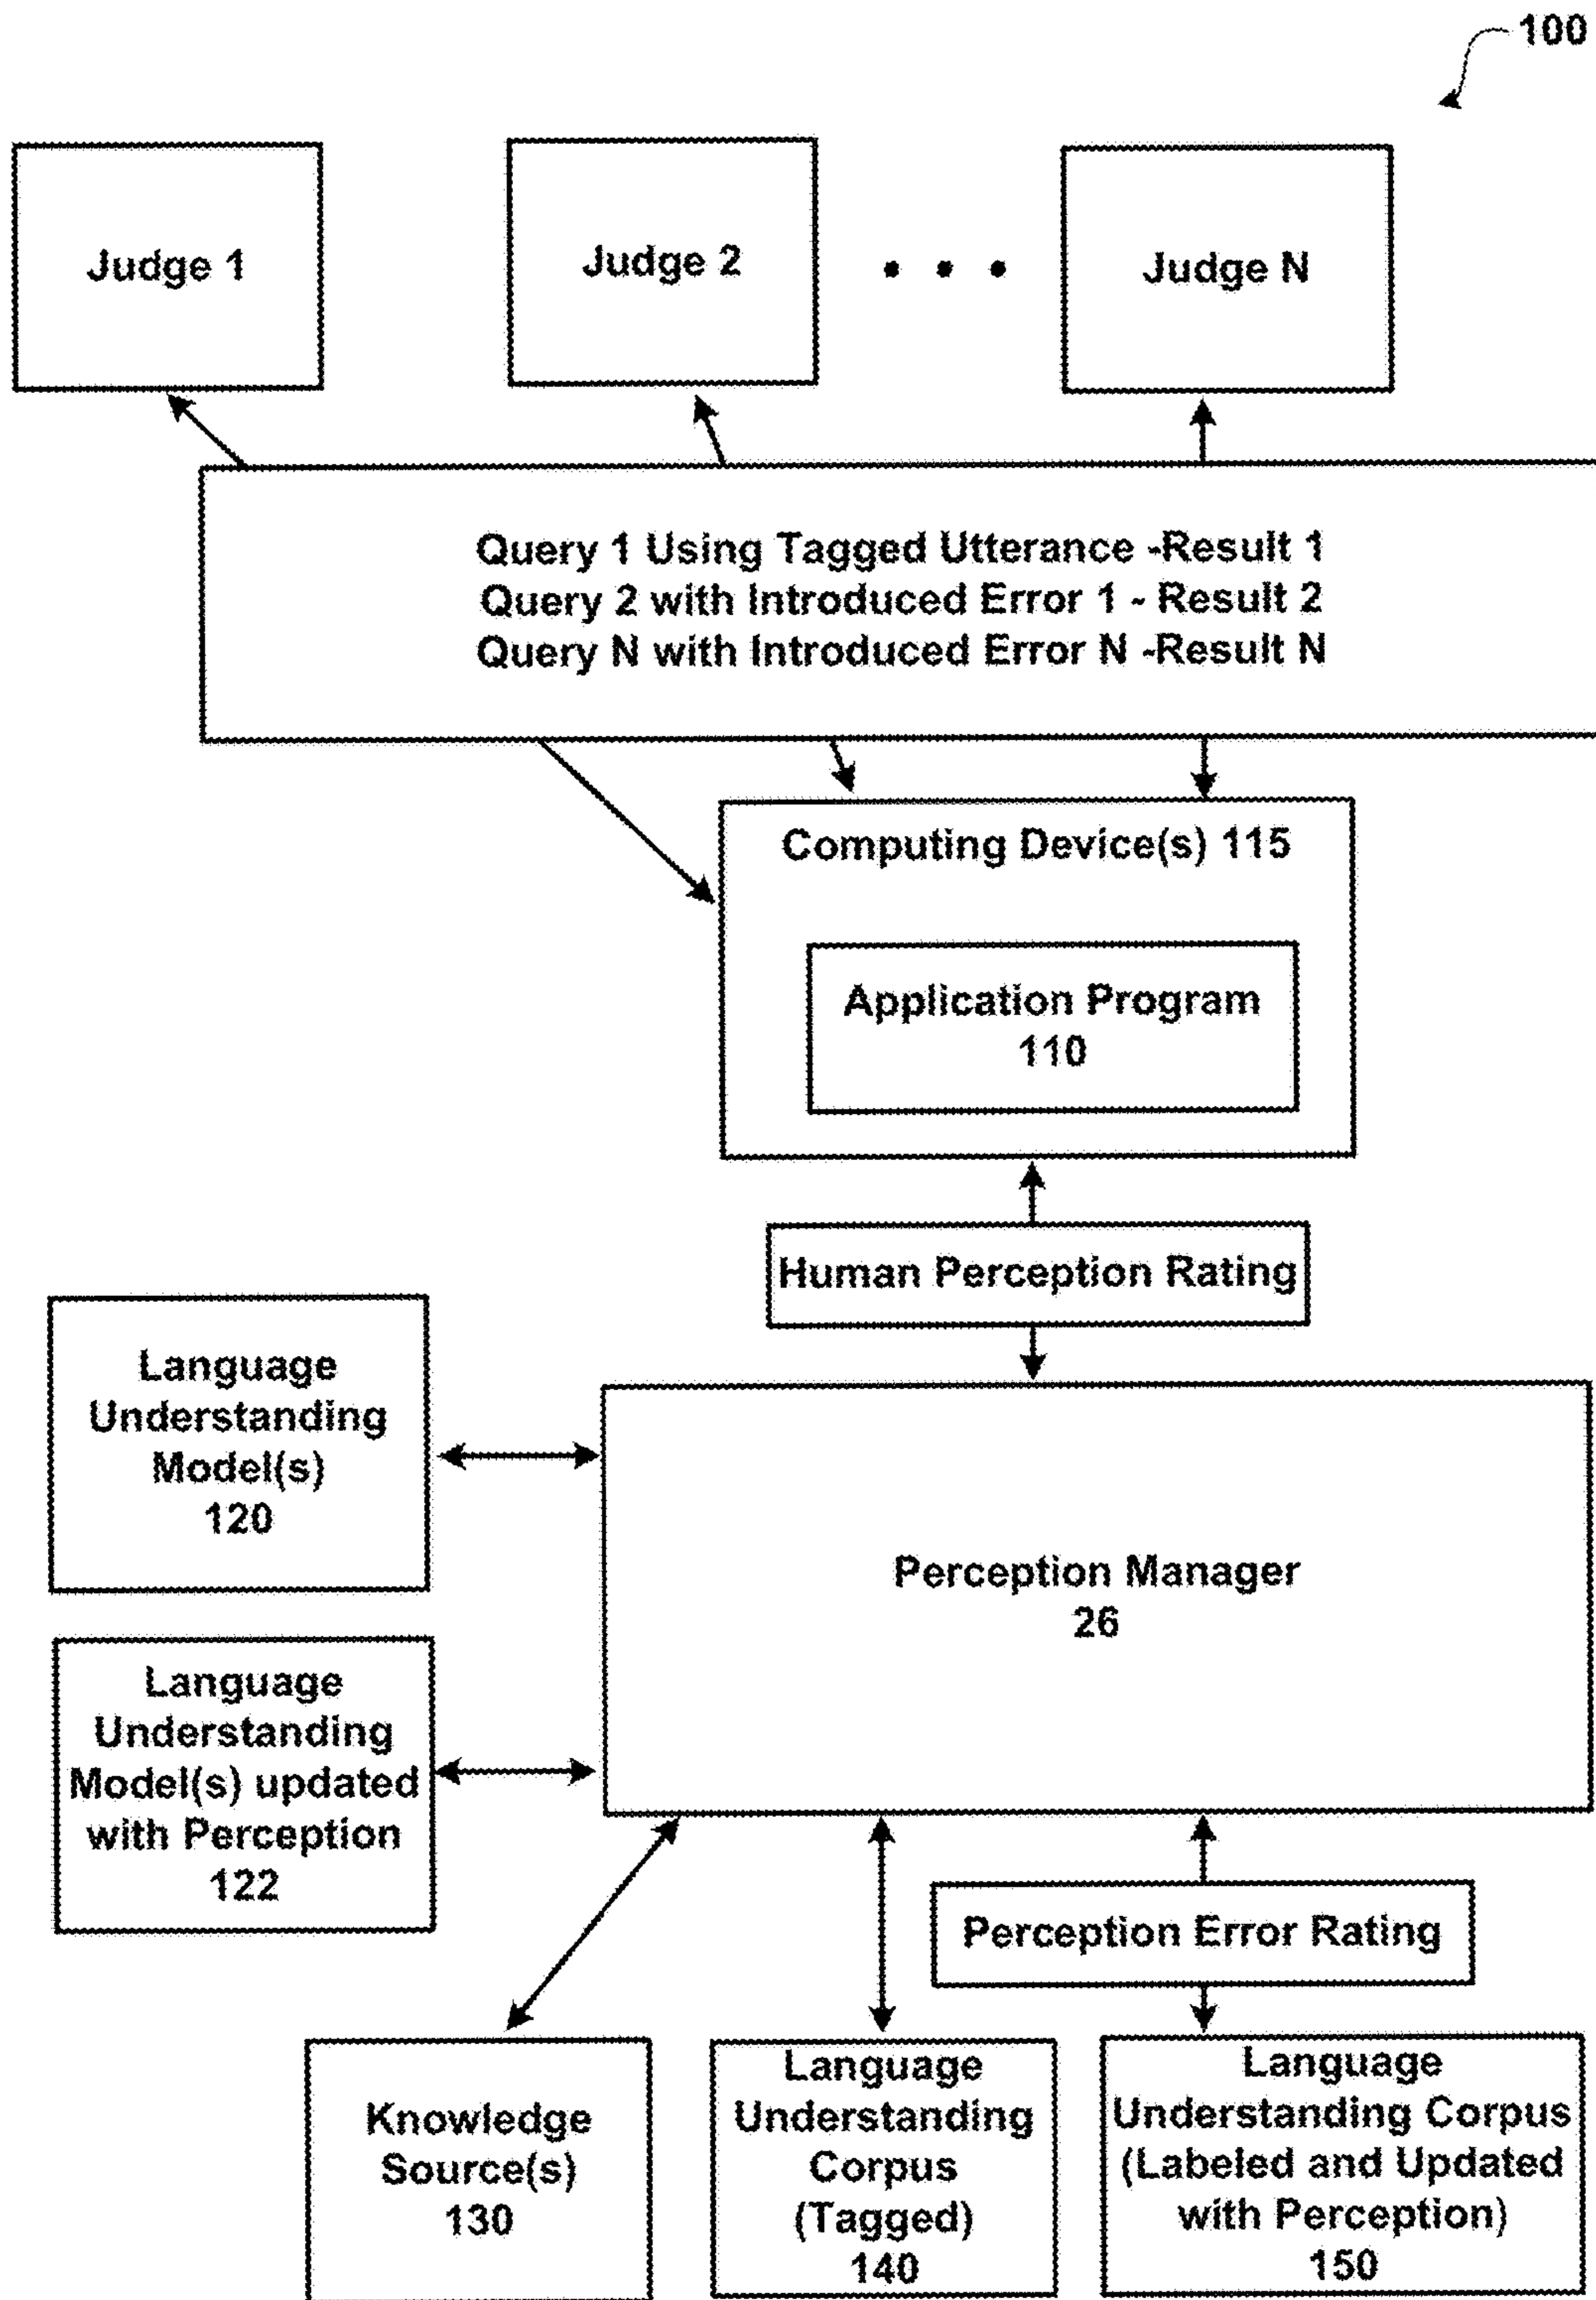 100
Judge 1
Judge 2
• • •
Judge N
Query 1 Using Tagged Utterance -Result 1
Query 2 with Introduced Error 1 - Result 2
Query N with Introduced Error N -Result N
Computing Device(s) 115
Application Program
110
Human Perception Rating
Language
Understanding
Model(s)
120
Perception Manager
26
Language
Understanding
Model(s) updated
with Perception
122
Perception Error Rating
Knowledge
Source(s)
130
Language
Understanding
Corpus
(Tagged)
140
Language
Understanding Corpus
(Labeled and Updated
with Perception)
150